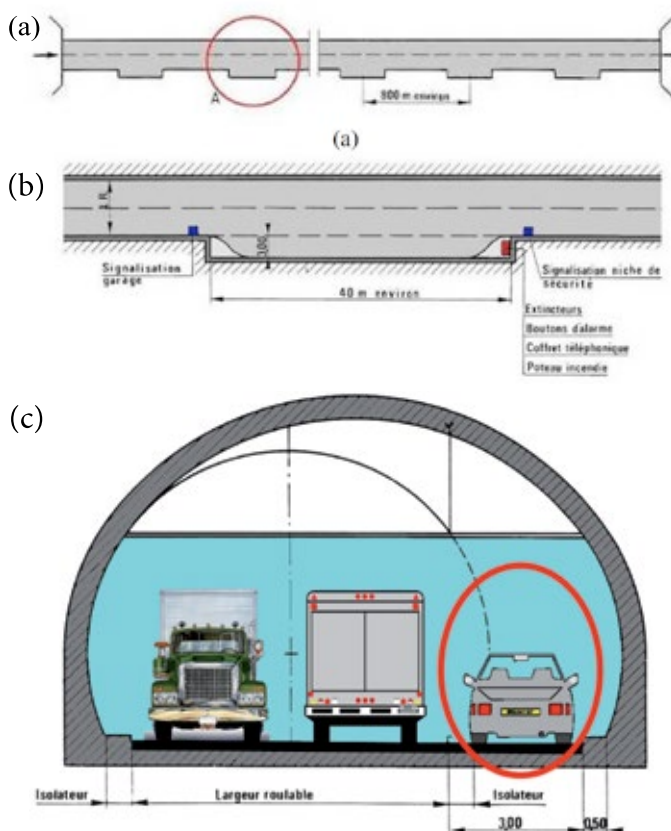 (a)
A
800 m environ
(a)
(b)
3,00
Signalisation
garage
40 m environ
Signalisation niche de
sécurité
Extincteurs
Boutons d'alarme
Coffret téléphonique
Poteau incendie
(c)
Isolateur
Largeur roulable
Isolateur
3,00
0,50